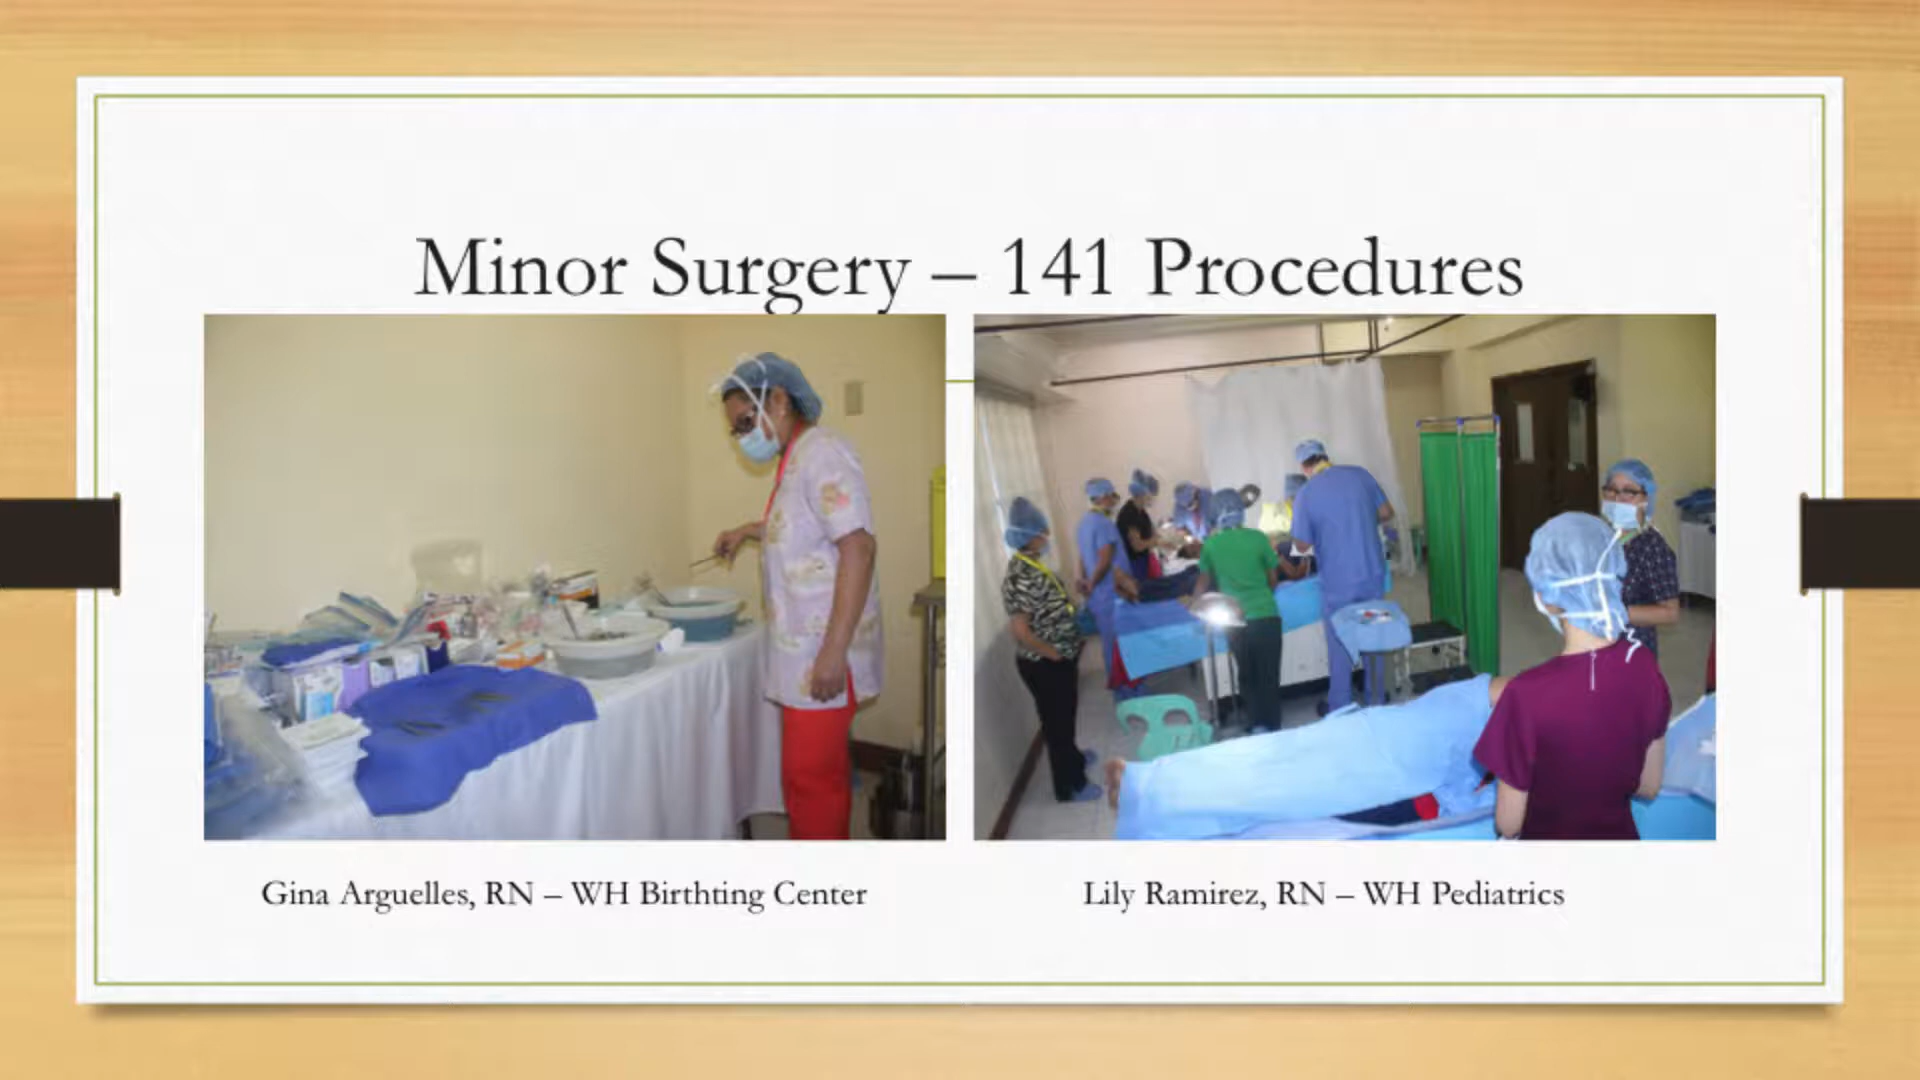 Minor Surgery – 141 Procedures
Gina Arguelles, RN – WH Birthting Center
Lily Ramirez, RN – WH Pediatrics